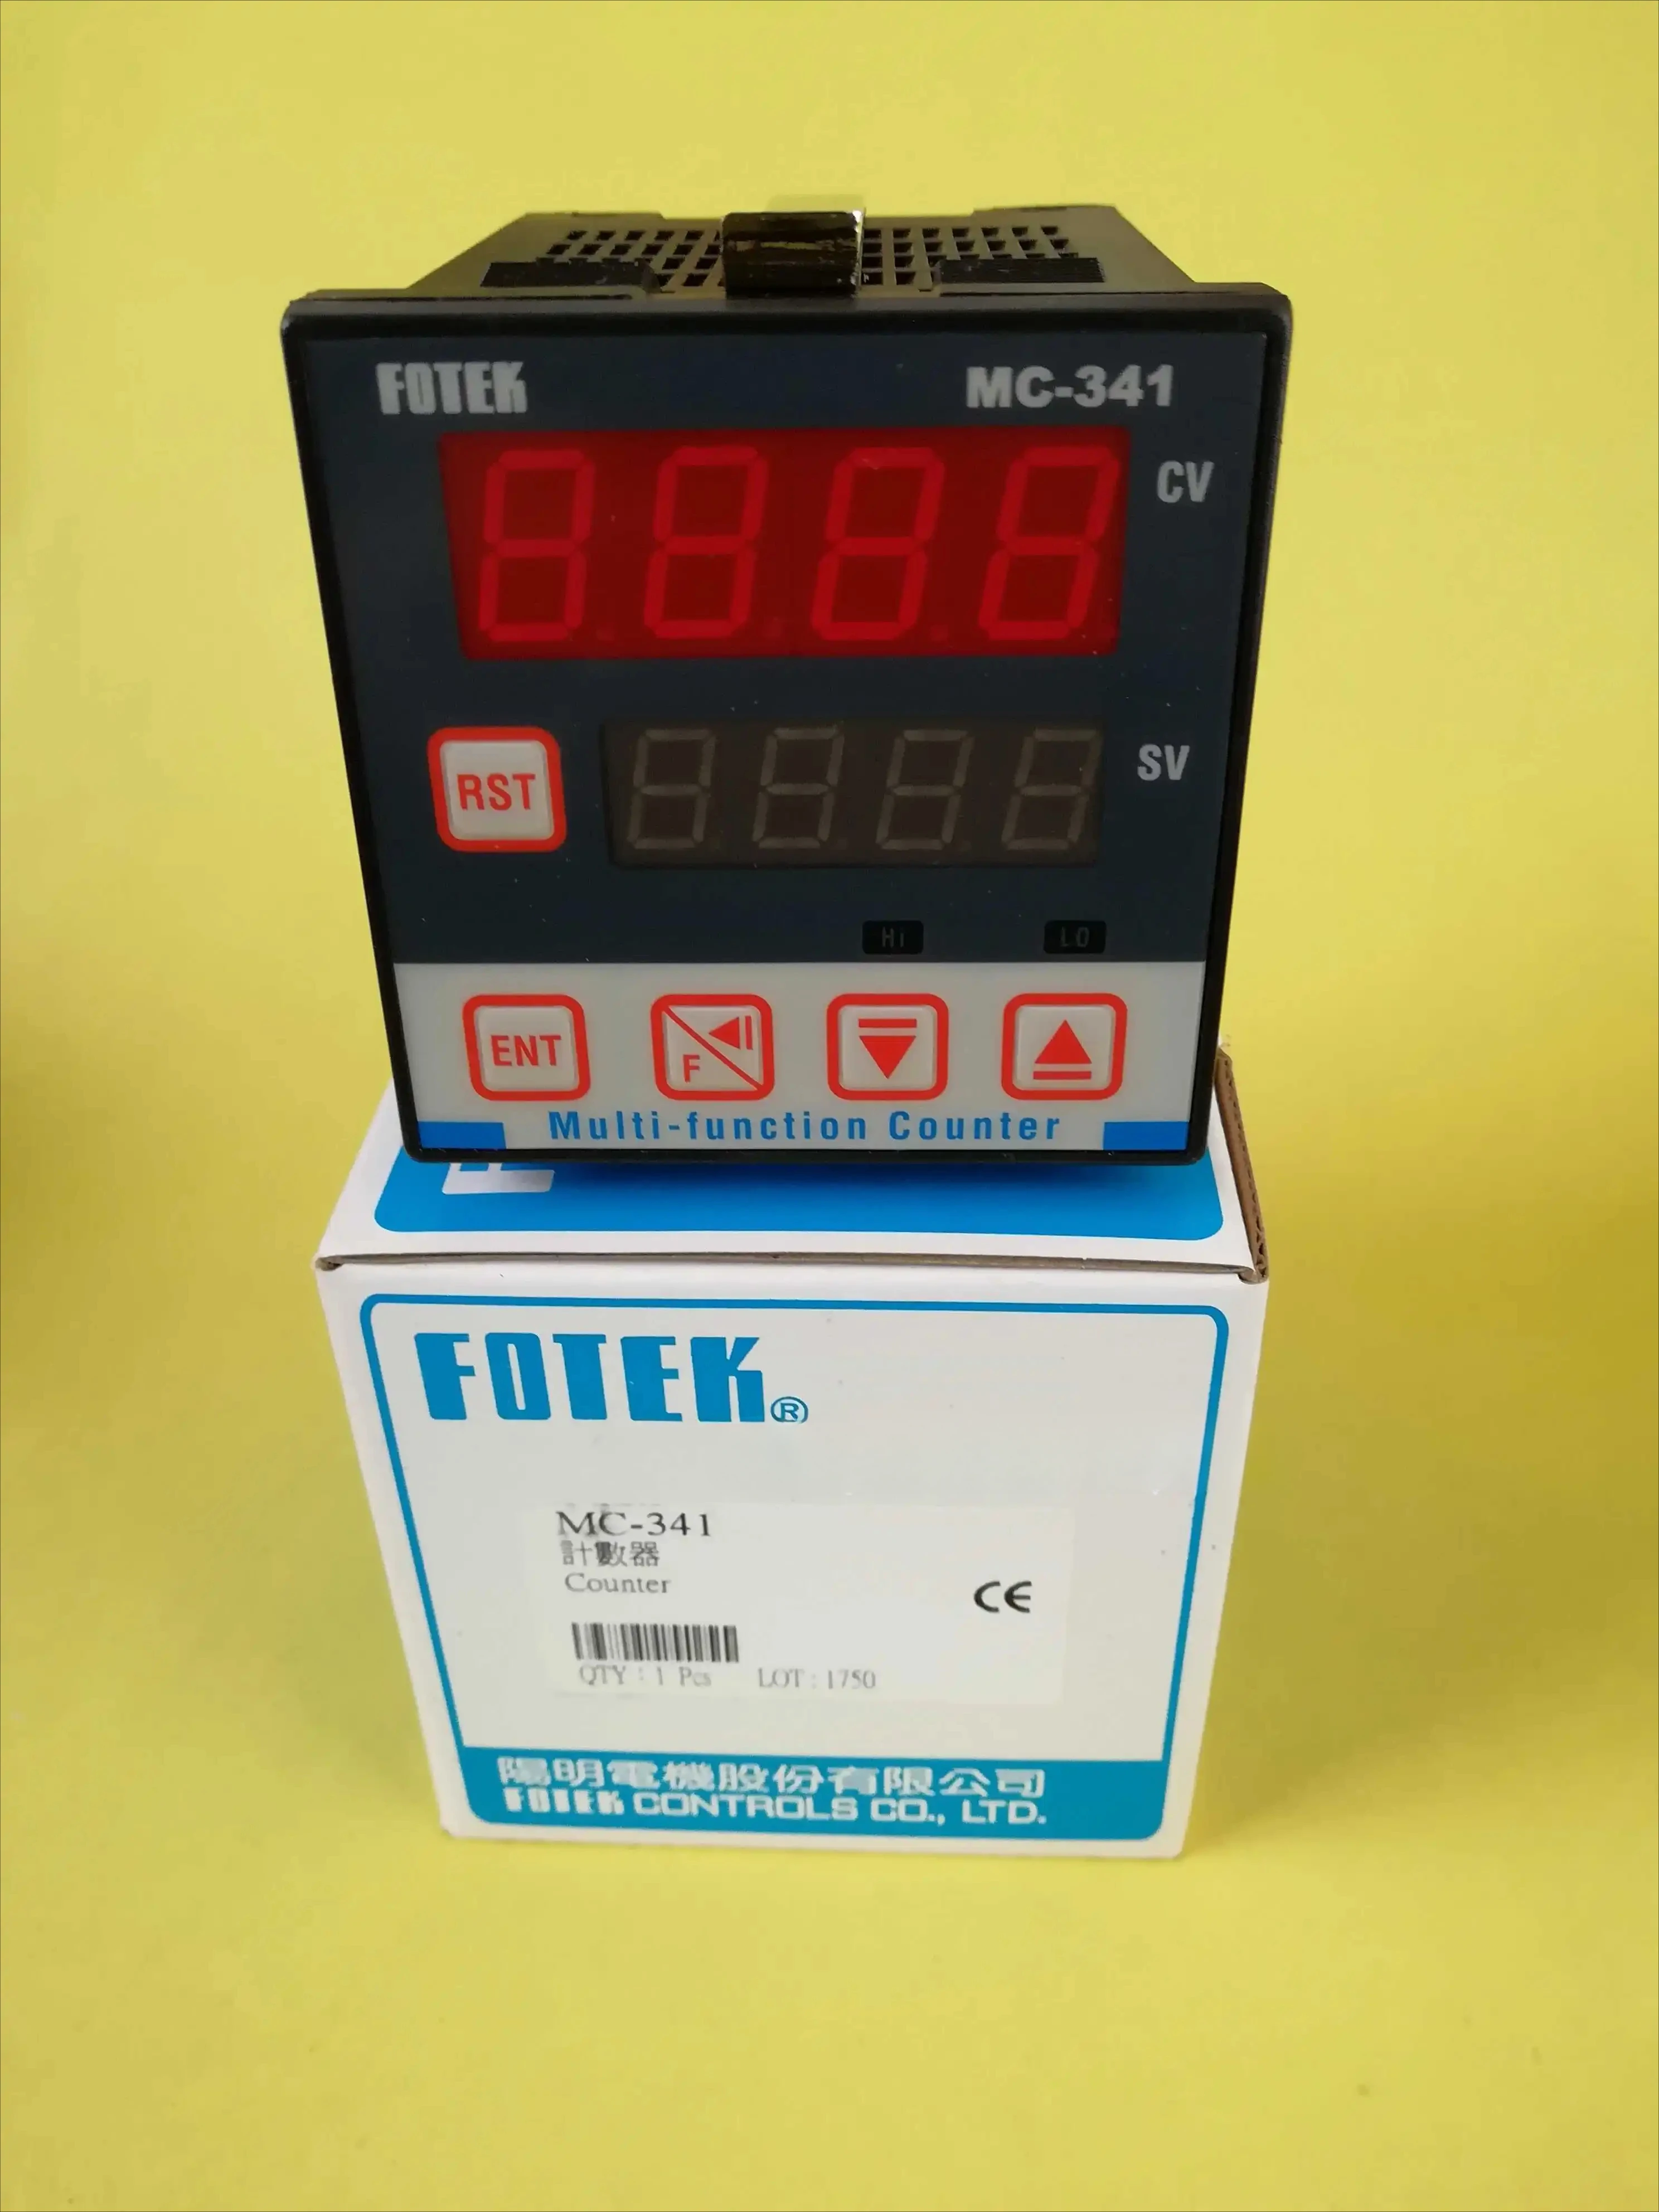 FOTEK
MC-341
CV
RST
SV
Hi
LO
ENT
F
Multi-function Counter
FOTEK®
MC-341
計數器
Counter
CE
QTY : 1 Pcs LOT : 1750
陽明電機股份有限公司
FOTEK CONTROLS CO., LTD.